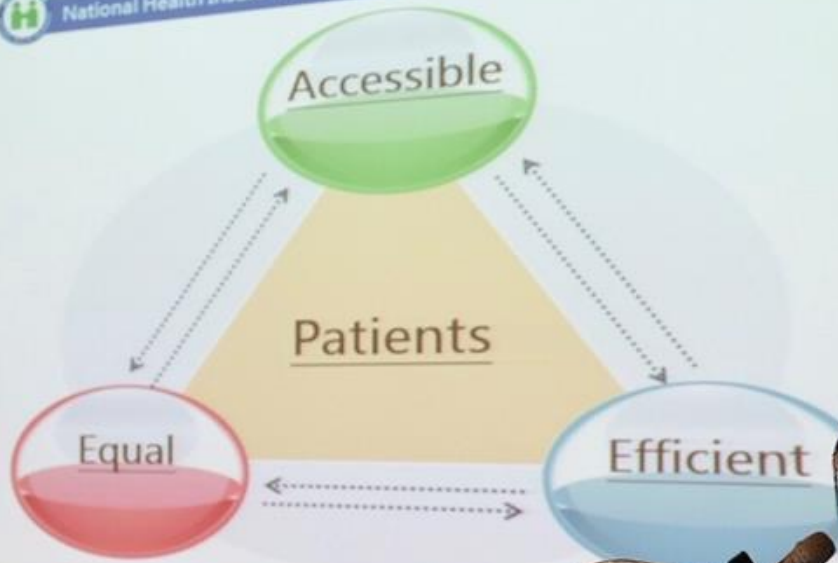 National Health
Accessible
Patients
Equal
Efficient